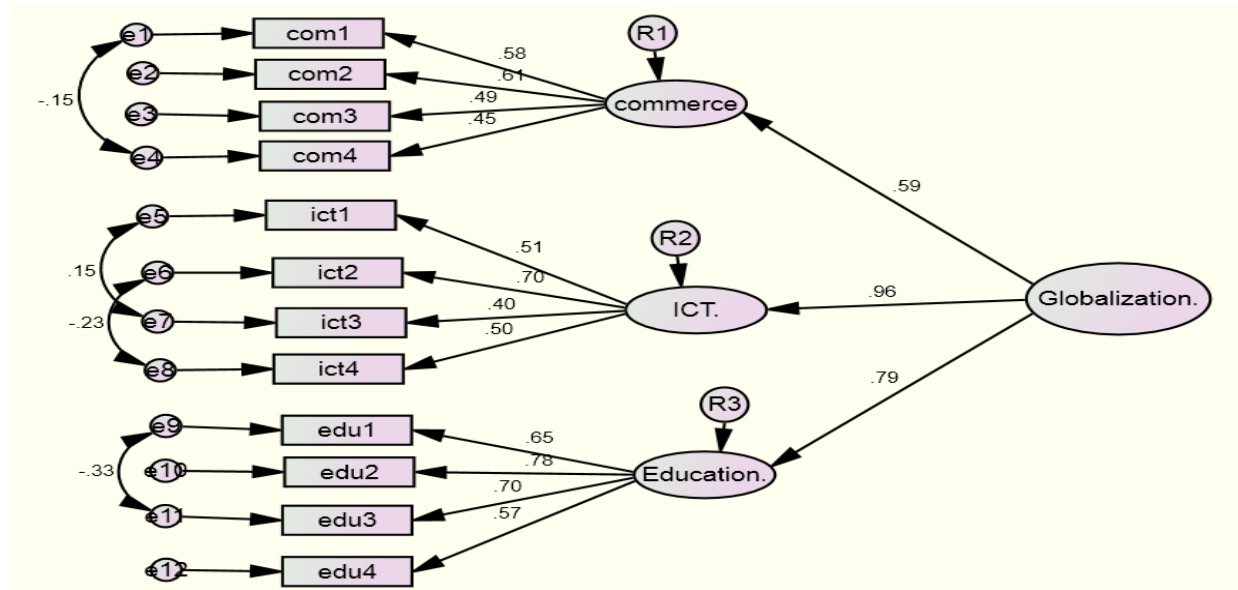 e1
com1
R1
.58
e2
com2
.61
commerce
-.15
e3
com3
.49
.45
e4
com4
.59
e5
ict1
R2
.51
.15
e6
ict2
.70
.96
Globalization.
ICT.
.40
-.23
e7
ict3
.50
e8
ict4
.79
R3
e9
edu1
.65
-.33
e10
edu2
.78
Education.
.70
e11
edu3
.57
e12
edu4